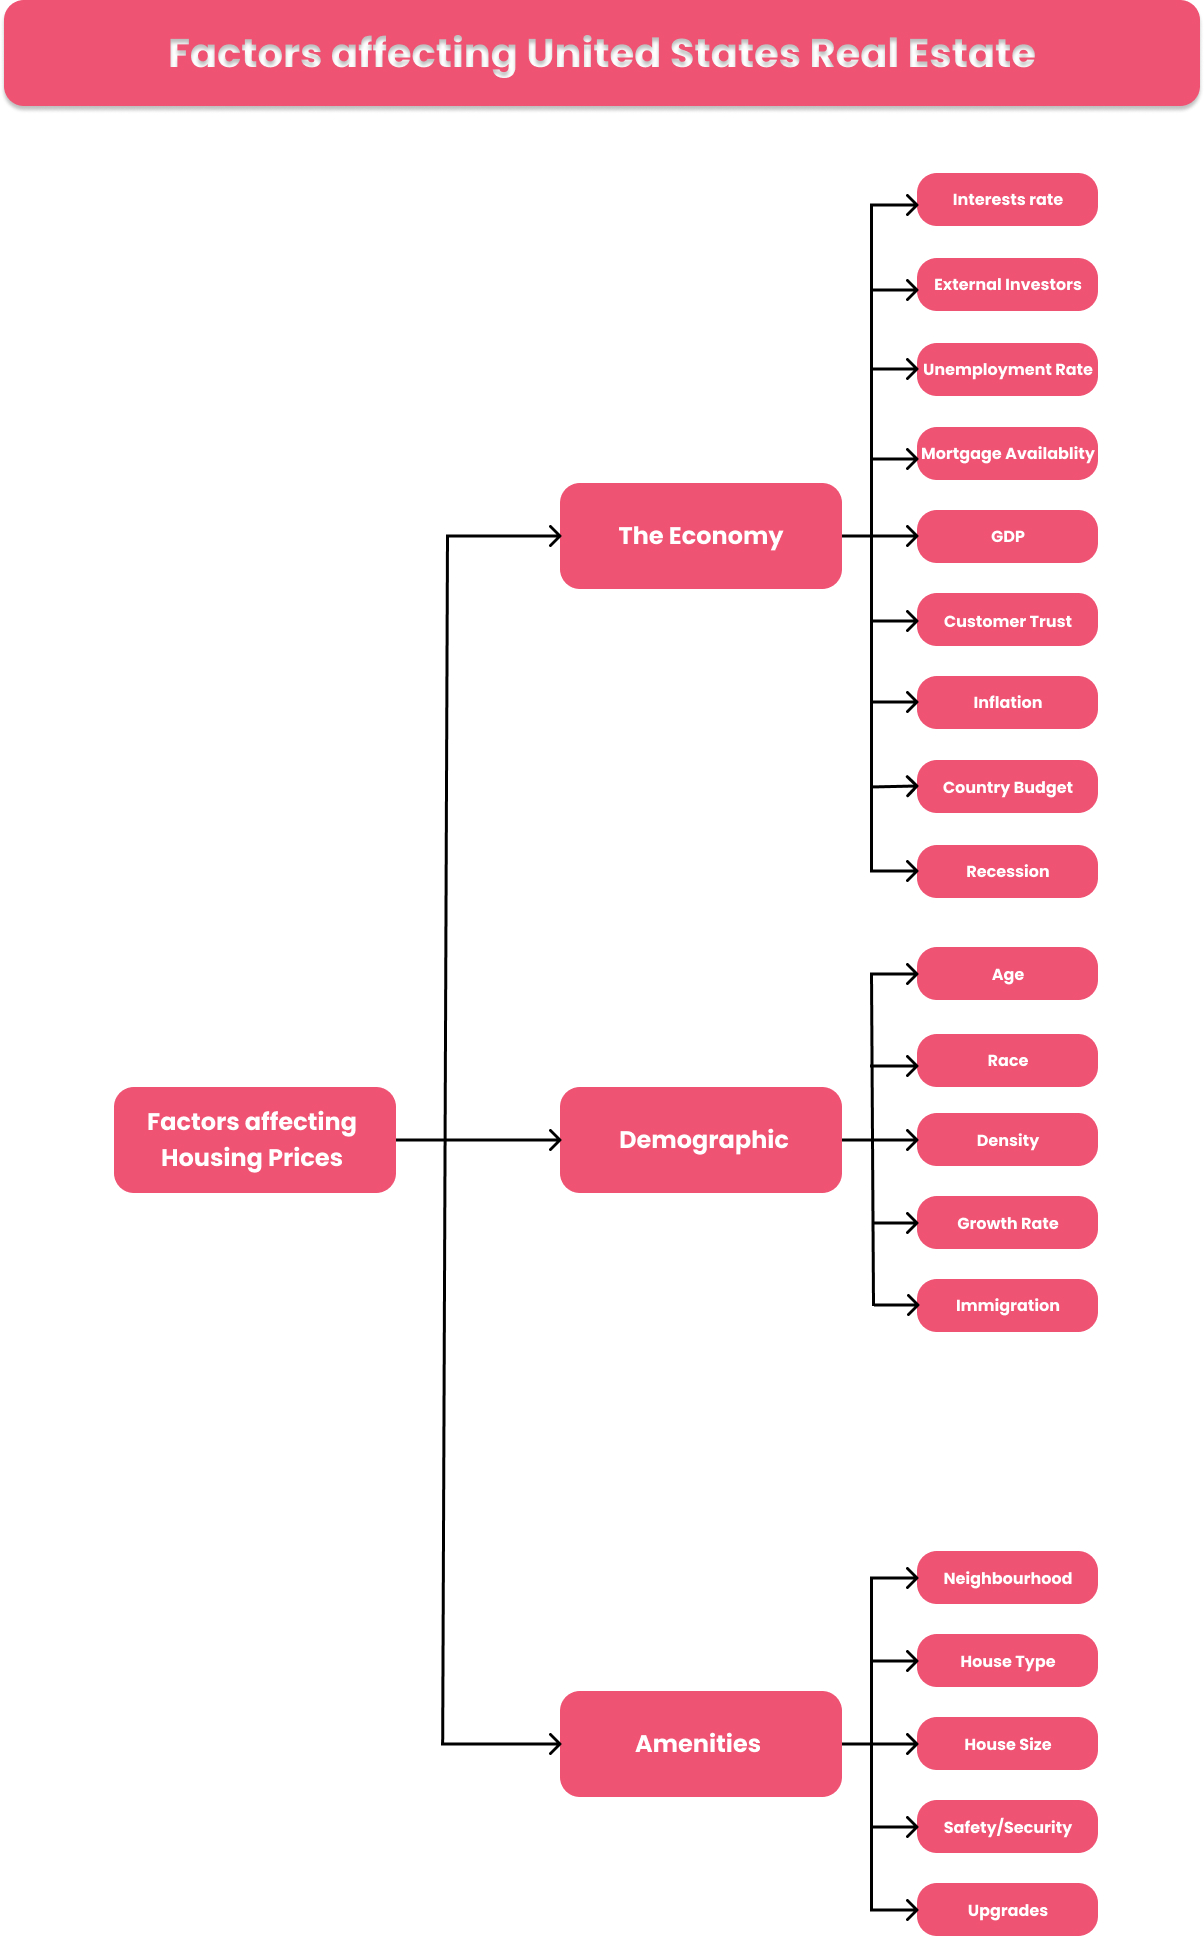 Factors affecting United States Real Estate
Interests rate
External Investors
Unemployment Rate
Mortgage Availablity
The Economy
GDP
Customer Trust
Inflation
Country Budget
Recession
Age
Race
Factors affecting
Housing Prices
Demographic
Density
Growth Rate
Immigration
Neighbourhood
House Type
Amenities
House Size
Safety/Security
Upgrades